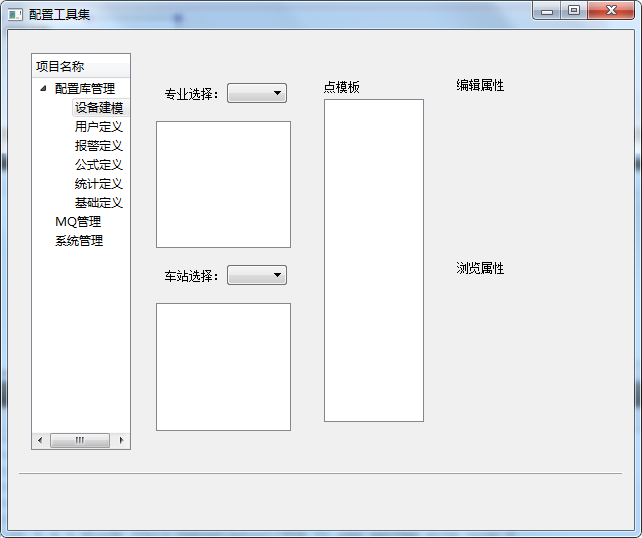 配置工具集
项目名称
配置库管理
设备建模
用户定义
报警定义
公式定义
统计定义
基础定义
MQ管理
系统管理
专业选择：
车站选择：
点模板
编辑属性
浏览属性